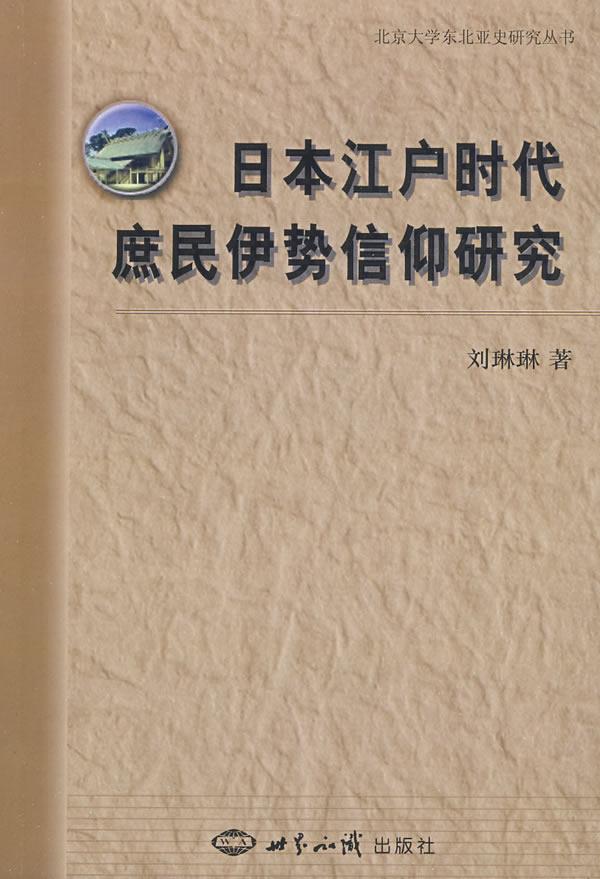 北京大学东北亚史研究丛书
日本江户时代
庶民伊势信仰研究
刘琳琳 著
W A 世界知识出版社